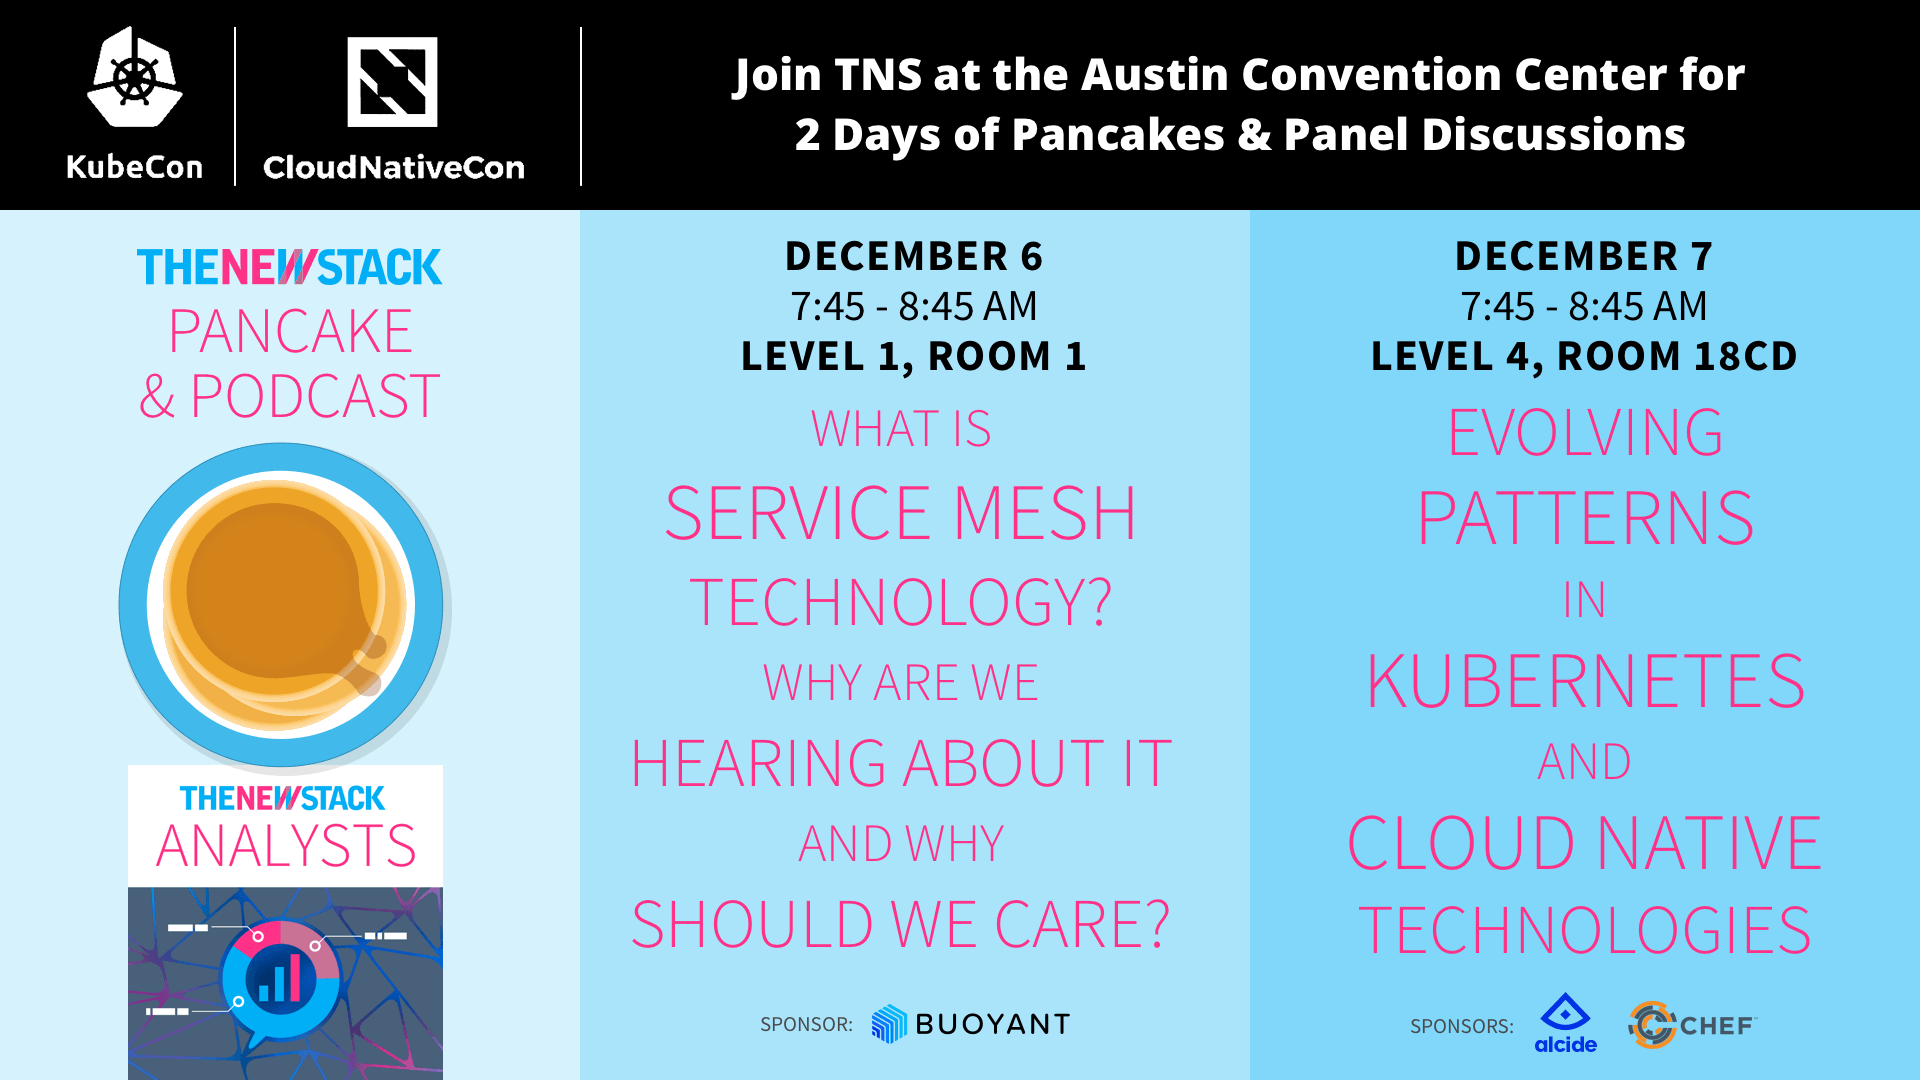 KubeCon
CloudNativeCon
Join TNS at the Austin Convention Center for
2 Days of Pancakes & Panel Discussions
THENEWSTACK
PANCAKE
& PODCAST
THENEWSTACK
ANALYSTS
DECEMBER 6
7:45 - 8:45 AM
LEVEL 1, ROOM 1
WHAT IS
SERVICE MESH
TECHNOLOGY?
WHY ARE WE
HEARING ABOUT IT
AND WHY
SHOULD WE CARE?
SPONSOR: BUOYANT
DECEMBER 7
7:45 - 8:45 AM
LEVEL 4, ROOM 18CD
EVOLVING
PATTERNS
IN
KUBERNETES
AND
CLOUD NATIVE
TECHNOLOGIES
SPONSORS: alcide CHEF